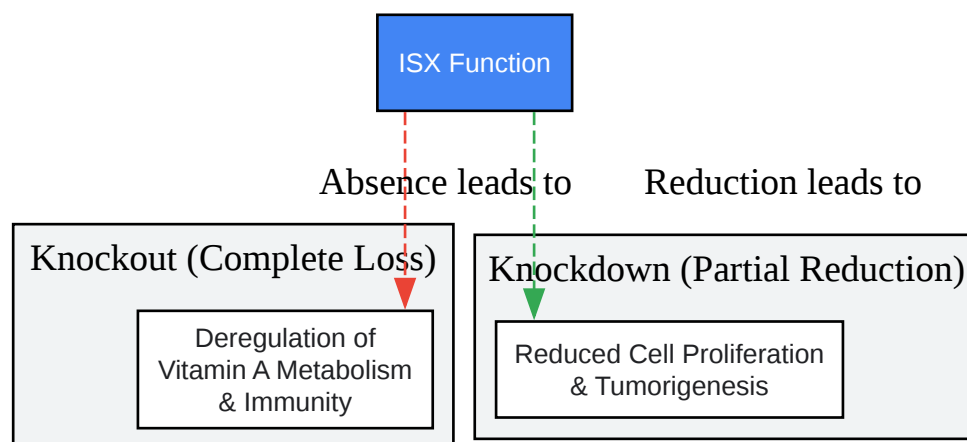 ISX Function
Absence leads to
Reduction leads to
Knockout (Complete Loss)
Knockdown (Partial Reduction)
Deregulation of
Vitamin A Metabolism
& Immunity
Reduced Cell Proliferation
& Tumorigenesis